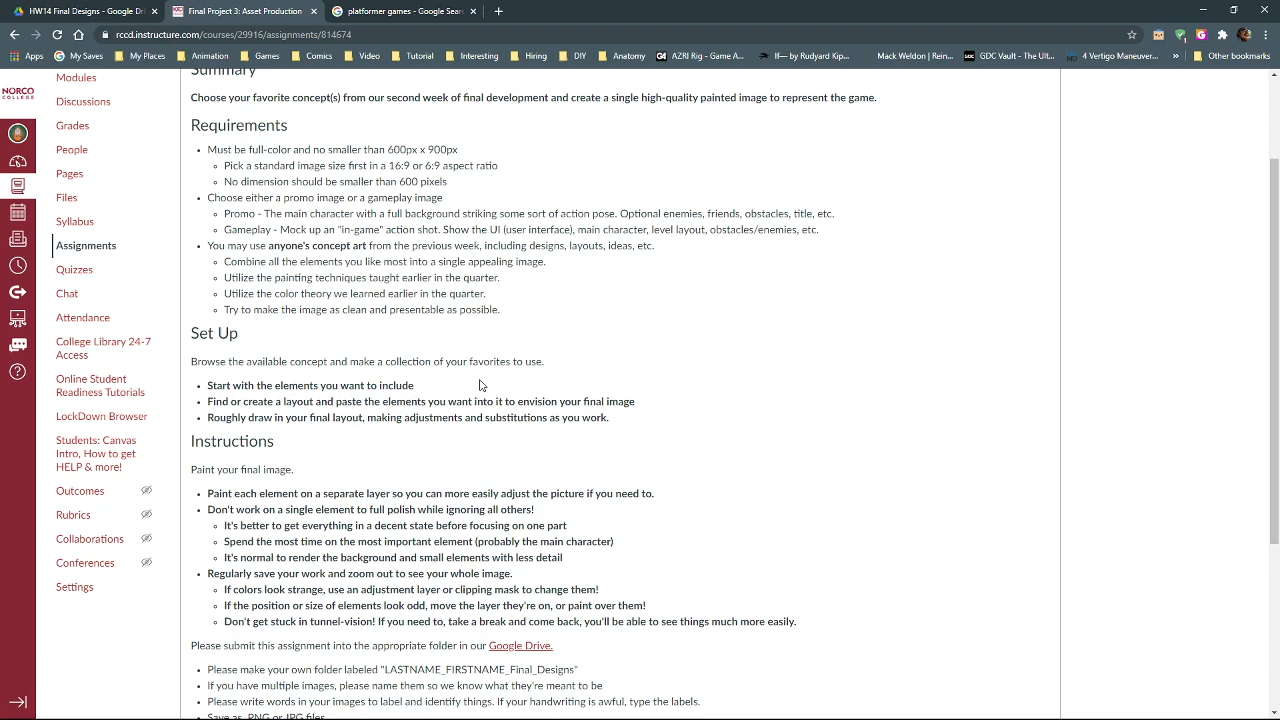 HW14 Final Designs - Google Dri
Final Project 3: Asset Production
platformer games - Google Sear
rccd.instructure.com/courses/29916/assignments/814674
Apps My Saves My Places Animation Games Comics Video Tutorial Interesting Hiring DIY Anatomy AZRI Rig - Game A... If— by Rudyard Kip... Mack Weldon | Rein... GDC Vault - The Ult... 4 Vertigo Maneuver... » Other bookmarks
NORCO
COLLEGE
Modules
Discussions
Grades
People
Pages
Files
Syllabus
Assignments
Quizzes
Chat
Attendance
College Library 24-7
Access
Online Student
Readiness Tutorials
LockDown Browser
Students: Canvas
Intro, How to get
HELP & more!
Outcomes
Rubrics
Collaborations
Conferences
Settings
Summary
Choose your favorite concept(s) from our second week of final development and create a single high-quality painted image to represent the game.
Requirements
Must be full-color and no smaller than 600px x 900px
Pick a standard image size first in a 16:9 or 6:9 aspect ratio
No dimension should be smaller than 600 pixels
Choose either a promo image or a gameplay image
Promo - The main character with a full background striking some sort of action pose. Optional enemies, friends, obstacles, title, etc.
Gameplay - Mock up an "in-game" action shot. Show the UI (user interface), main character, level layout, obstacles/enemies, etc.
You may use anyone's concept art from the previous week, including designs, layouts, ideas, etc.
Combine all the elements you like most into a single appealing image.
Utilize the painting techniques taught earlier in the quarter.
Utilize the color theory we learned earlier in the quarter.
Try to make the image as clean and presentable as possible.
Set Up
Browse the available concept and make a collection of your favorites to use.
Start with the elements you want to include
Find or create a layout and paste the elements you want into it to envision your final image
Roughly draw in your final layout, making adjustments and substitutions as you work.
Instructions
Paint your final image.
Paint each element on a separate layer so you can more easily adjust the picture if you need to.
Don't work on a single element to full polish while ignoring all others!
It's better to get everything in a decent state before focusing on one part
Spend the most time on the most important element (probably the main character)
It's normal to render the background and small elements with less detail
Regularly save your work and zoom out to see your whole image.
If colors look strange, use an adjustment layer or clipping mask to change them!
If the position or size of elements look odd, move the layer they're on, or paint over them!
Don't get stuck in tunnel-vision! If you need to, take a break and come back, you'll be able to see things much more easily.
Please submit this assignment into the appropriate folder in our Google Drive.
Please make your own folder labeled "LASTNAME_FIRSTNAME_Final_Designs"
If you have multiple images, please name them so we know what they're meant to be
Please write words in your images to label and identify things. If your handwriting is awful, type the labels.
Save as .PNG or JPG files